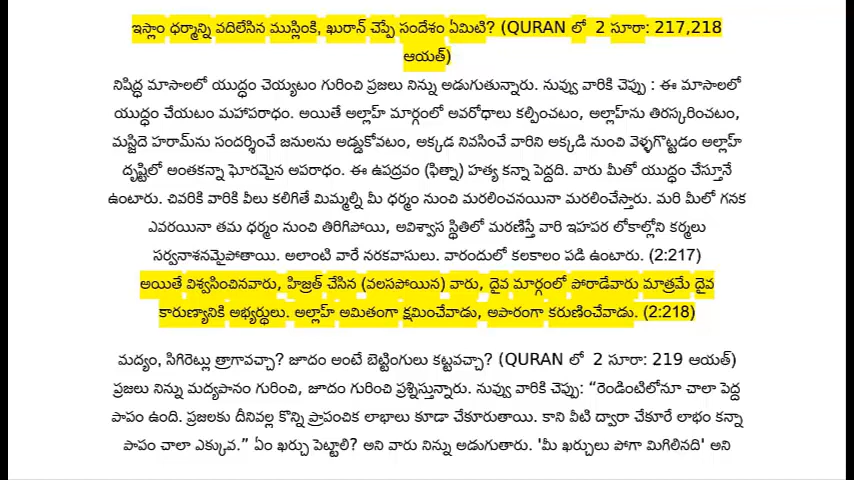 ఇస్లాం ధర్మాన్ని వదిలేసిన ముస్లింకి, ఖురాన్ చెప్పే సందేశం ఏమిటి? (QURAN లో 2 సూరా: 217,218
ఆయత్)
నిషిద్ధ మాసాలలో యుద్ధం చెయ్యటం గురించి ప్రజలు నిన్ను అడుగుతున్నారు. నువ్వు వారికి చెప్పు : ఈ మాసాలలో
యుద్ధం చేయటం మహాపరాధం. అయితే అల్లాహ్ మార్గంలో అవరోధాలు కల్పించటం, అల్లాహ్‌ను తిరస్కరించటం,
మస్జిదె హరామ్‌ను సందర్శించే జనులను అడ్డుకోవటం, అక్కడ నివసించే వారిని అక్కడి నుంచి వెళ్ళగొట్టడం అల్లాహ్
దృష్టిలో అంతకన్నా ఘోరమైన అపరాధం. ఈ ఉపద్రవం (ఫిత్నా) హత్య కన్నా పెద్దది. వారు మీతో యుద్ధం చేస్తూనే
ఉంటారు. చివరికి వారికి వీలు కలిగితే మిమ్మల్ని మీ ధర్మం నుంచి మరలించనయినా మరలించేస్తారు. మరి మీలో గనక
ఎవరయినా తమ ధర్మం నుంచి తిరిగిపోయి, అవిశ్వాస స్థితిలో మరణిస్తే వారి ఇహపర లోకాల్లోని కర్మలు
సర్వనాశనమైపోతాయి. అలాంటి వారే నరకవాసులు. వారందులో కలకాలం పడి ఉంటారు. (2:217)
అయితే విశ్వసించినవారు, హిజ్రత్ చేసిన (వలసపోయిన) వారు, దైవ మార్గంలో పోరాడేవారు మాత్రమే దైవ
కారుణ్యానికి అభ్యర్థులు. అల్లాహ్ అమితంగా క్షమించేవాడు, అపారంగా కరుణించేవాడు. (2:218)
మద్యం, సిగిరెట్లు త్రాగావచ్చా? జూదం అంటే బెట్టింగులు కట్టవచ్చా? (QURAN లో 2 సూరా: 219 ఆయత్)
ప్రజలు నిన్ను మద్యపానం గురించి, జూదం గురించి ప్రశ్నిస్తున్నారు. నువ్వు వారికి చెప్పు: “రెండింటిలోనూ చాలా పెద్ద
పాపం ఉంది. ప్రజలకు దీనివల్ల కొన్ని ప్రాపంచిక లాభాలు కూడా చేకూరుతాయి. కాని వీటి ద్వారా చేకూరే లాభం కన్నా
పాపం చాలా ఎక్కువ.” ఏం ఖర్చు పెట్టాలి? అని వారు నిన్ను అడుగుతారు. 'మీ ఖర్చులు పోగా మిగిలినది' అని